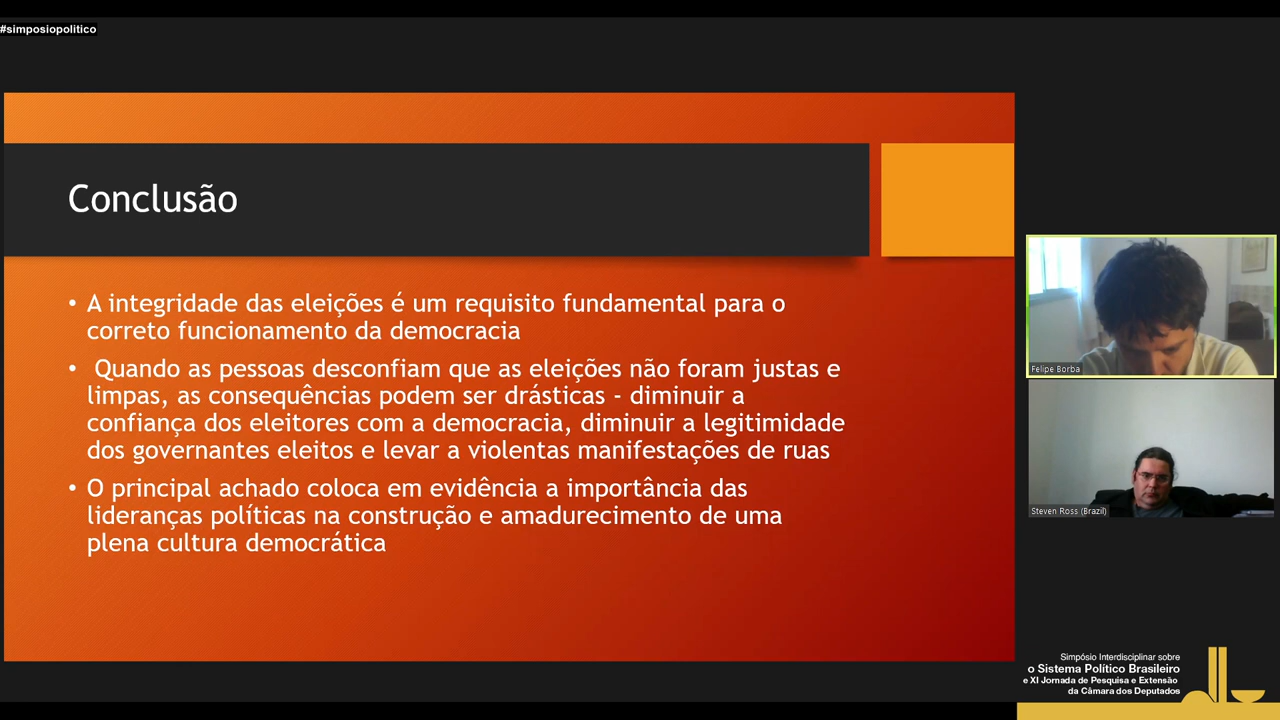 #simposiopolitico
Conclusão
• A integridade das eleições é um requisito fundamental para o
correto funcionamento da democracia
• Quando as pessoas desconfiam que as eleições não foram justas e
limpas, as consequências podem ser drásticas - diminuir a
confiança dos eleitores com a democracia, diminuir a legitimidade
dos governantes eleitos e levar a violentas manifestações de ruas
• O principal achado coloca em evidência a importância das
lideranças políticas na construção e amadurecimento de uma
plena cultura democrática
Felipe Borba
Steven Ross (Brazil)
Simpósio Interdisciplinar sobre
o Sistema Político Brasileiro
e XI Jornada de Pesquisa e Extensão
da Câmara dos Deputados